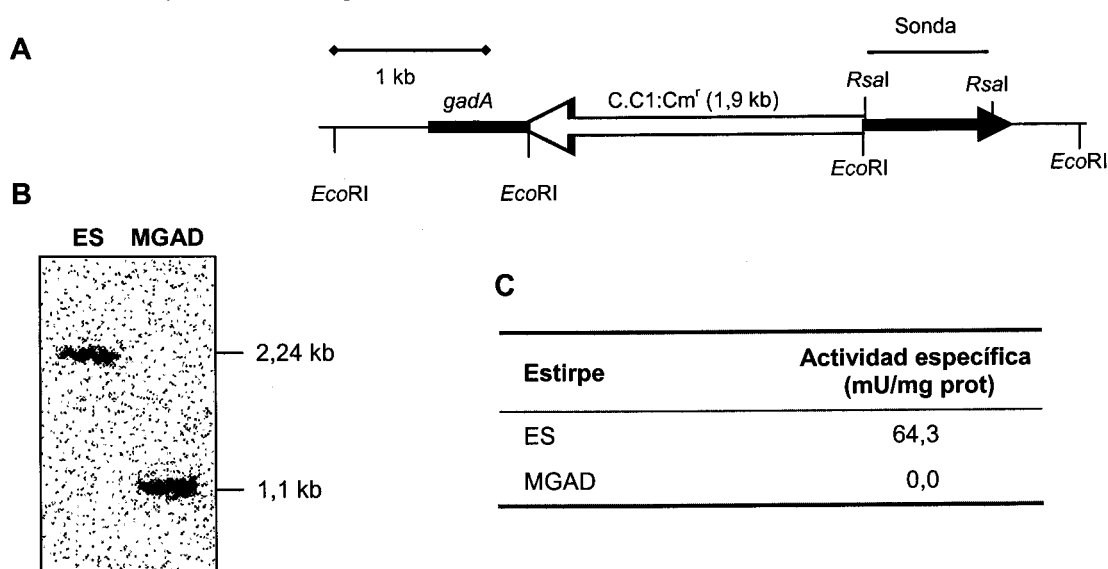 A
Sonda
1 kb
RsaI
RsaI
gadA
C.C1:Cmʳ (1,9 kb)
EcoRI
EcoRI
EcoRI
EcoRI
B
ES MGAD
2,24 kb
1,1 kb
C
Estirpe
Actividad específica
(mU/mg prot)
ES 64,3
MGAD 0,0